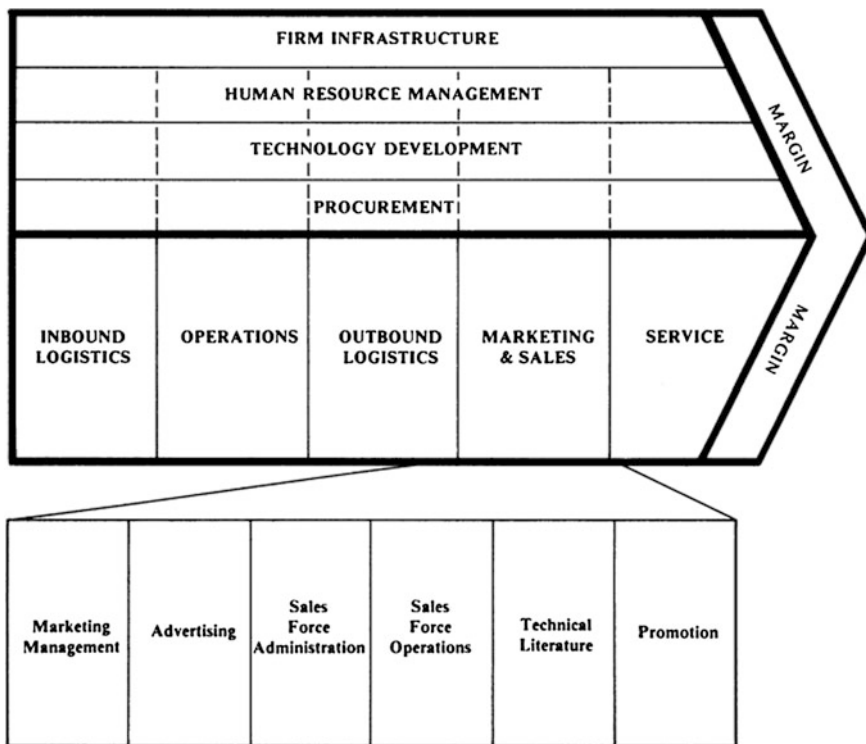 FIRM INFRASTRUCTURE
HUMAN RESOURCE MANAGEMENT
TECHNOLOGY DEVELOPMENT
PROCUREMENT
MARGIN
INBOUND
LOGISTICS
OPERATIONS
OUTBOUND
LOGISTICS
MARKETING
& SALES
SERVICE
MARGIN
Marketing
Management
Advertising
Sales
Force
Administration
Sales
Force
Operations
Technical
Literature
Promotion